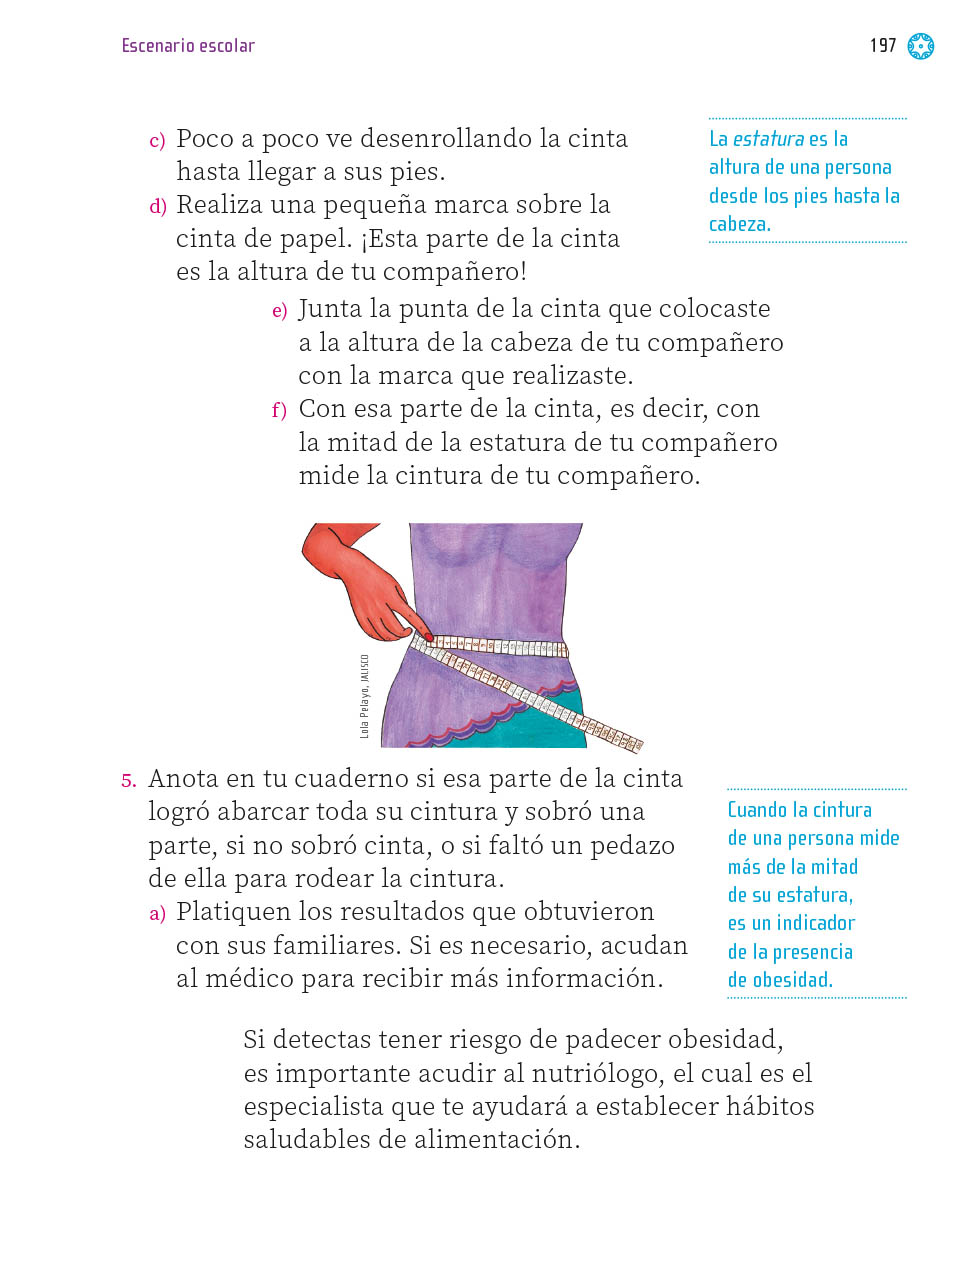 Escenario escolar
197
c) Poco a poco ve desenrollando la cinta
hasta llegar a sus pies.
d) Realiza una pequeña marca sobre la
cinta de papel. ¡Esta parte de la cinta
es la altura de tu compañero!
La estatura es la
altura de una persona
desde los pies hasta la
cabeza.
e) Junta la punta de la cinta que colocaste
a la altura de la cabeza de tu compañero
con la marca que realizaste.
f) Con esa parte de la cinta, es decir, con
la mitad de la estatura de tu compañero
mide la cintura de tu compañero.
Lola Pelayo, JALISCO
5. Anota en tu cuaderno si esa parte de la cinta
logró abarcar toda su cintura y sobró una
parte, si no sobró cinta, o si faltó un pedazo
de ella para rodear la cintura.
a) Platiquen los resultados que obtuvieron
con sus familiares. Si es necesario, acudan
al médico para recibir más información.
Cuando la cintura
de una persona mide
más de la mitad
de su estatura,
es un indicador
de la presencia
de obesidad.
Si detectas tener riesgo de padecer obesidad,
es importante acudir al nutriólogo, el cual es el
especialista que te ayudará a establecer hábitos
saludables de alimentación.